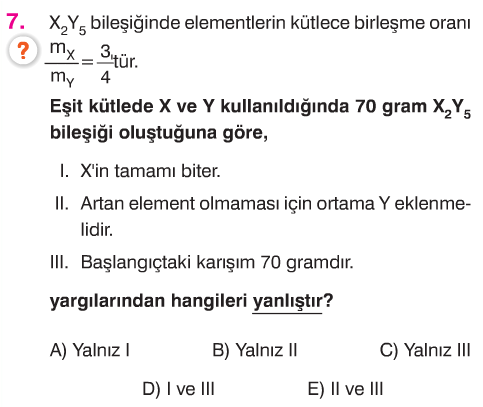 7. X₂Y₅ bileşiğinde elementlerin kütlece birleşme oranı
? mX/mY = 3/4 tür.
Eşit kütlede X ve Y kullanıldığında 70 gram X₂Y₅
bileşiği oluştuğuna göre,
I. X'in tamamı biter.
II. Artan element olmaması için ortama Y eklenme-
lidir.
III. Başlangıçtaki karışım 70 gramdır.
yargılarından hangileri yanlıştır?
A) Yalnız I B) Yalnız II C) Yalnız III
D) I ve III E) II ve III